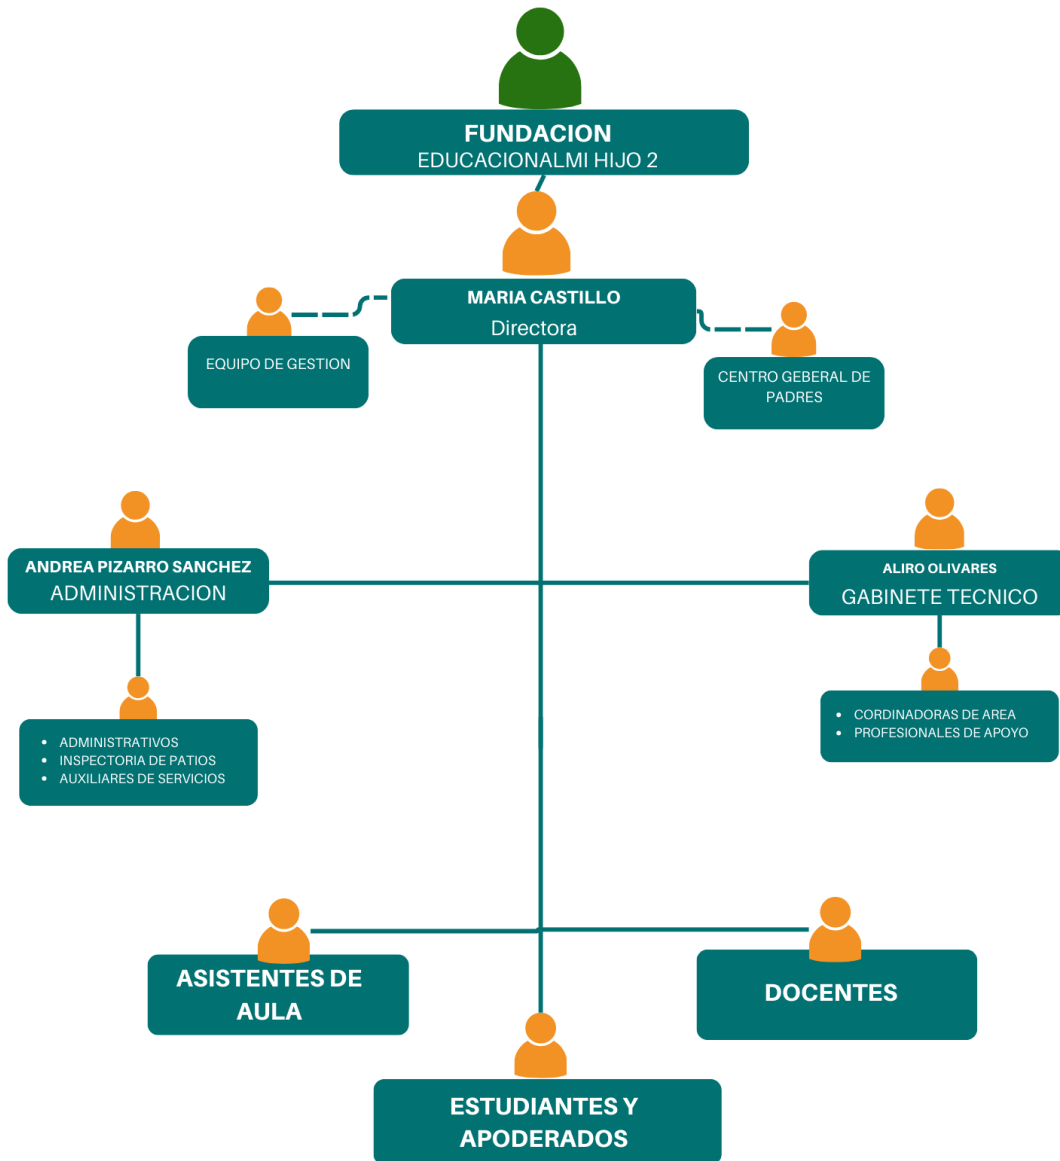 FUNDACION
EDUCACIONALMI HIJO 2
MARIA CASTILLO
Directora
EQUIPO DE GESTION
CENTRO GEBERAL DE
PADRES
ANDREA PIZARRO SANCHEZ
ADMINISTRACION
ALIRO OLIVARES
GABINETE TECNICO
• ADMINISTRATIVOS
• INSPECTORIA DE PATIOS
• AUXILIARES DE SERVICIOS
• CORDINADORAS DE AREA
• PROFESIONALES DE APOYO
ASISTENTES DE
AULA
DOCENTES
ESTUDIANTES Y
APODERADOS